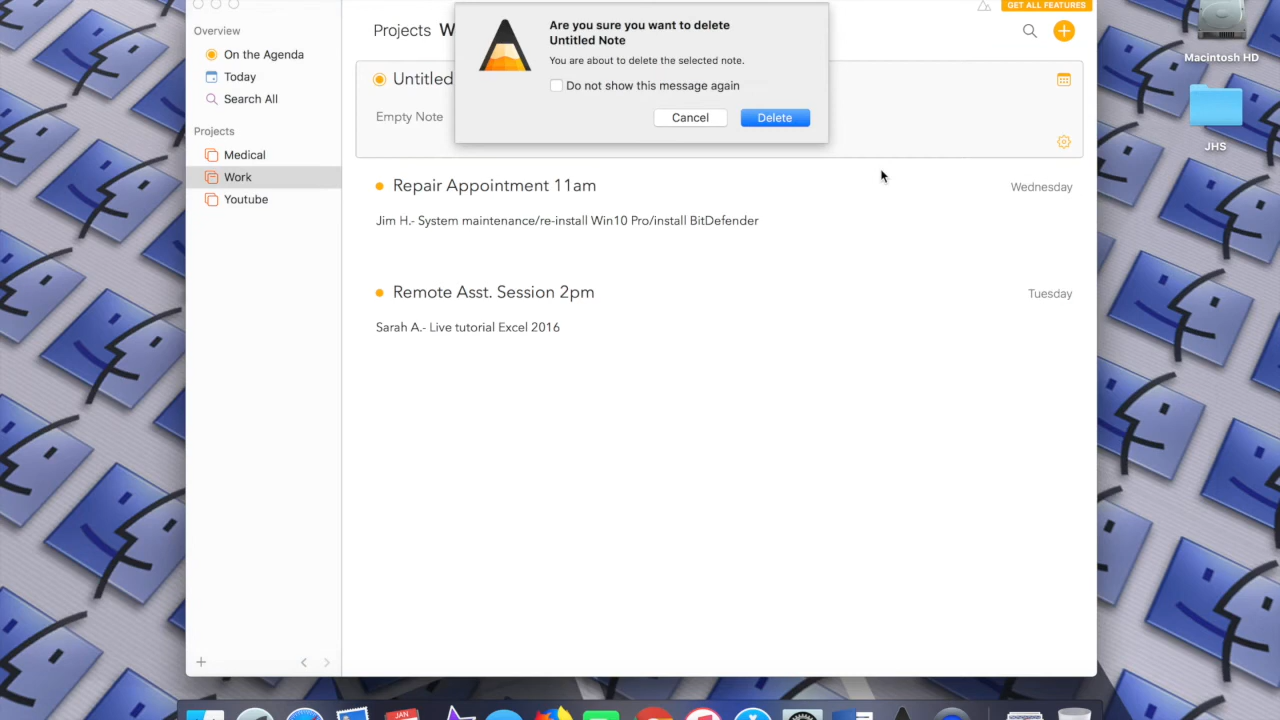 GET ALL FEATURES
Overview
On the Agenda
Today
Search All
Projects
Medical
Work
Youtube
Projects W
Are you sure you want to delete
Untitled Note
You are about to delete the selected note.
Do not show this message again
Cancel
Delete
Untitled
Empty Note
Repair Appointment 11am
Wednesday
Jim H.- System maintenance/re-install Win10 Pro/install BitDefender
Remote Asst. Session 2pm
Tuesday
Sarah A.- Live tutorial Excel 2016
Macintosh HD
JHS
JAN